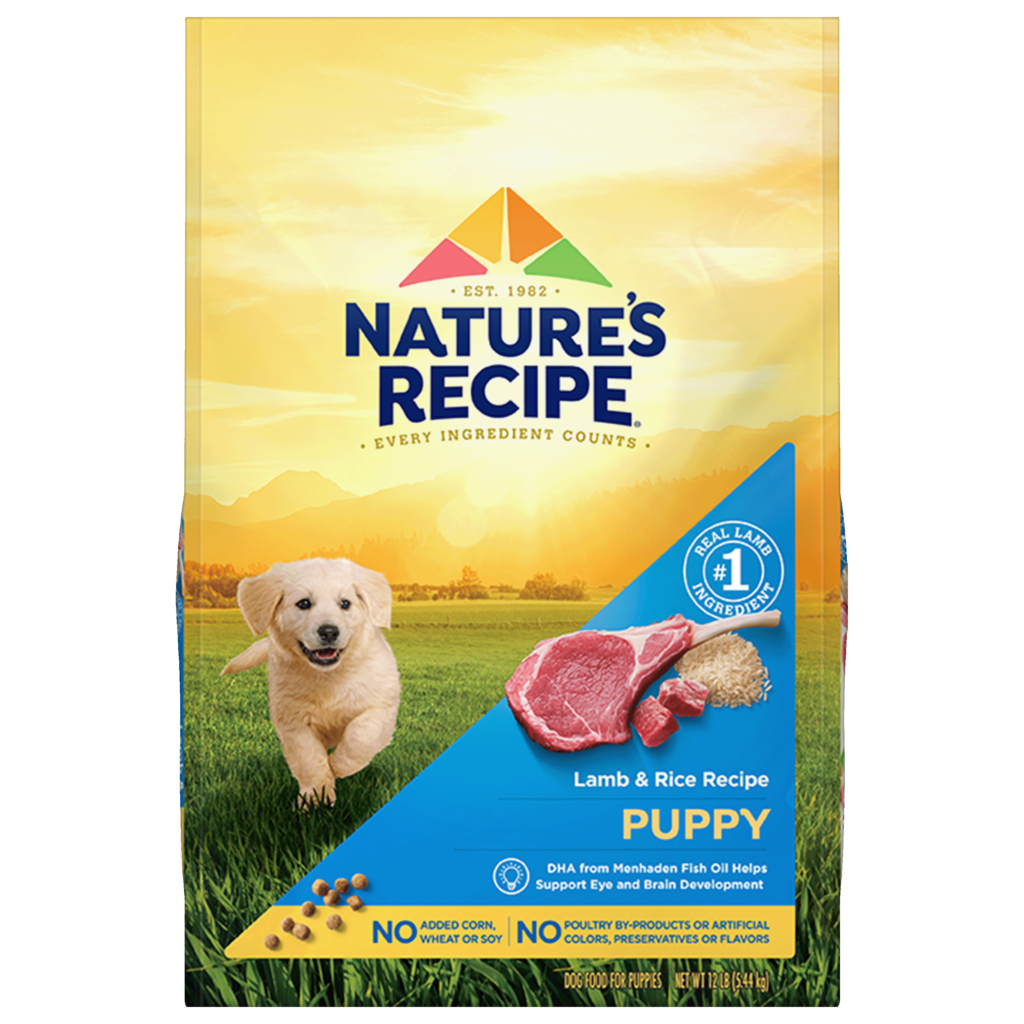 • EST. 1982 •
NATURE'S
RECIPE®
• EVERY INGREDIENT COUNTS •
REAL LAMB
#1
INGREDIENT
Lamb & Rice Recipe
PUPPY
DHA from Menhaden Fish Oil Helps
Support Eye and Brain Development
NO ADDED CORN,
WHEAT OR SOY
NO POULTRY BY-PRODUCTS OR ARTIFICIAL
COLORS, PRESERVATIVES OR FLAVORS
DOG FOOD FOR PUPPIES NET WT 12 LB (5.44 kg)